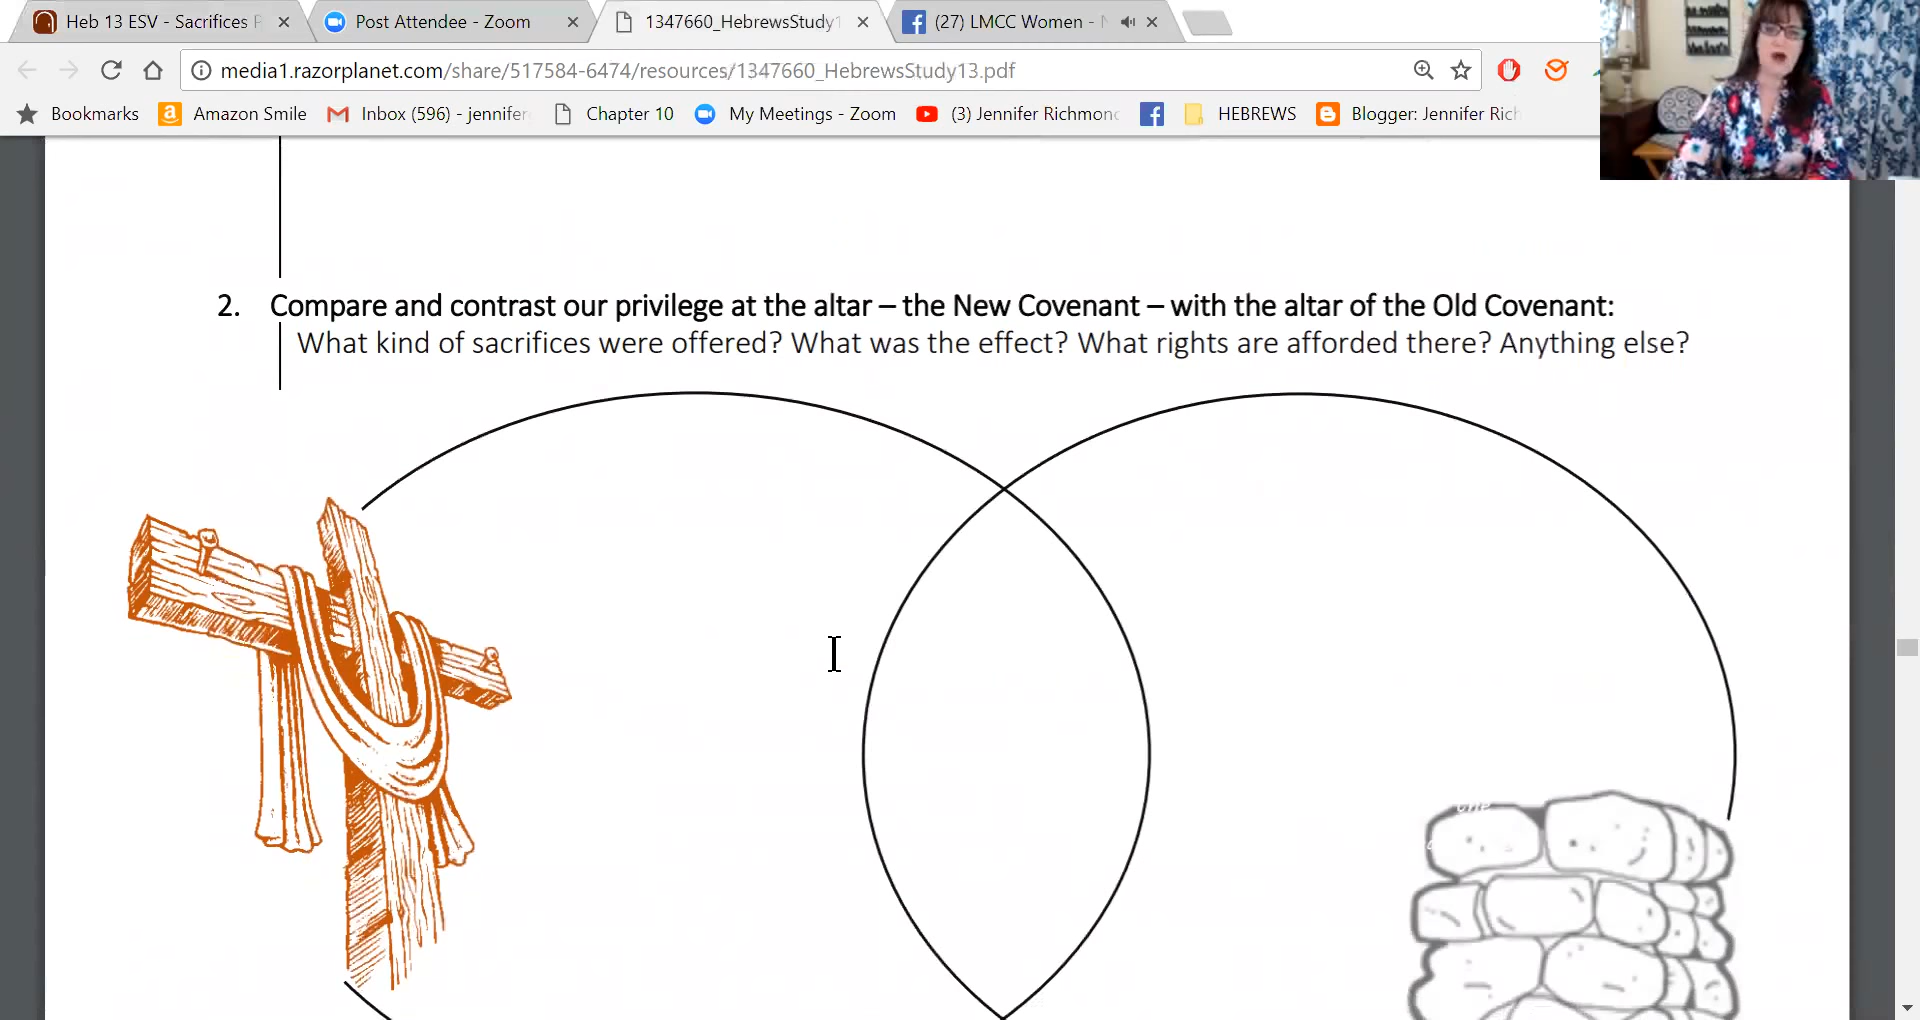 Heb 13 ESV - Sacrifices P
Post Attendee - Zoom
1347660_HebrewsStudy1
(27) LMCC Women -
media1.razorplanet.com/share/517584-6474/resources/1347660_HebrewsStudy13.pdf
Bookmarks
Amazon Smile
Inbox (596) - jennifer
Chapter 10
My Meetings - Zoom
(3) Jennifer Richmond
HEBREWS
Blogger: Jennifer Rich
2. Compare and contrast our privilege at the altar – the New Covenant – with the altar of the Old Covenant:
What kind of sacrifices were offered? What was the effect? What rights are afforded there? Anything else?
the